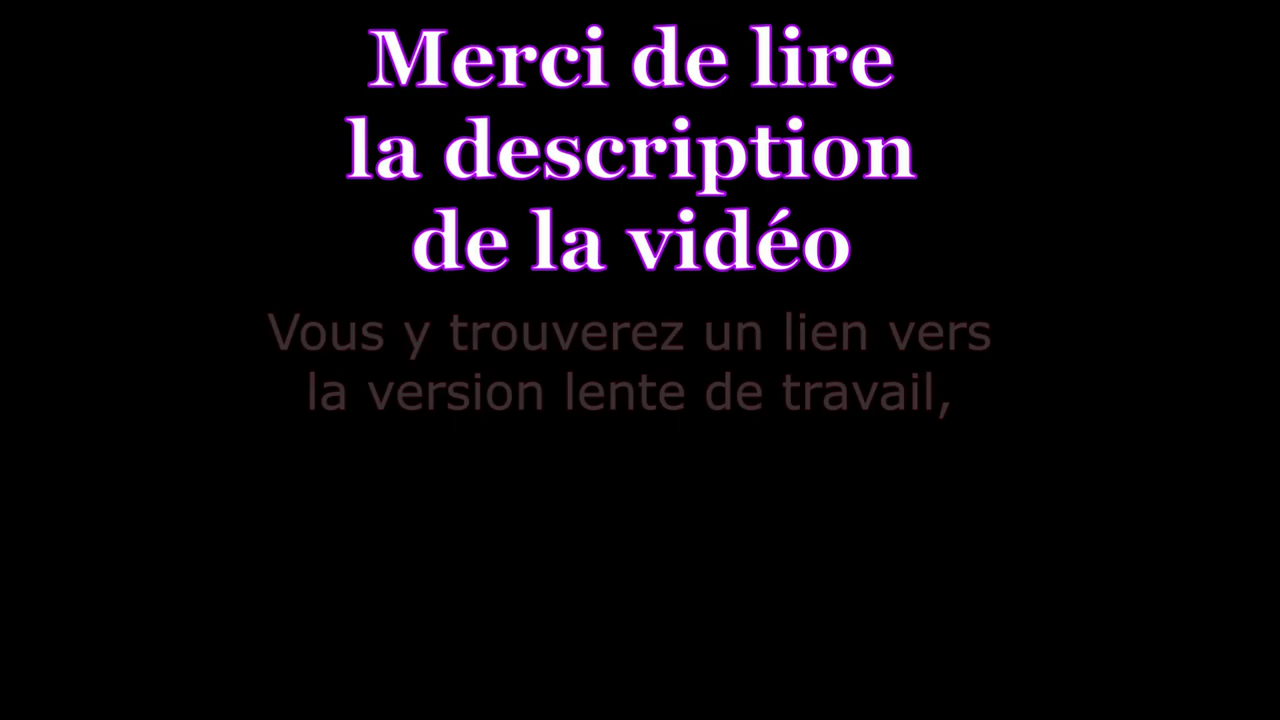 Merci de lire
la description
de la vidéo
Vous y trouverez un lien vers
la version lente de travail,